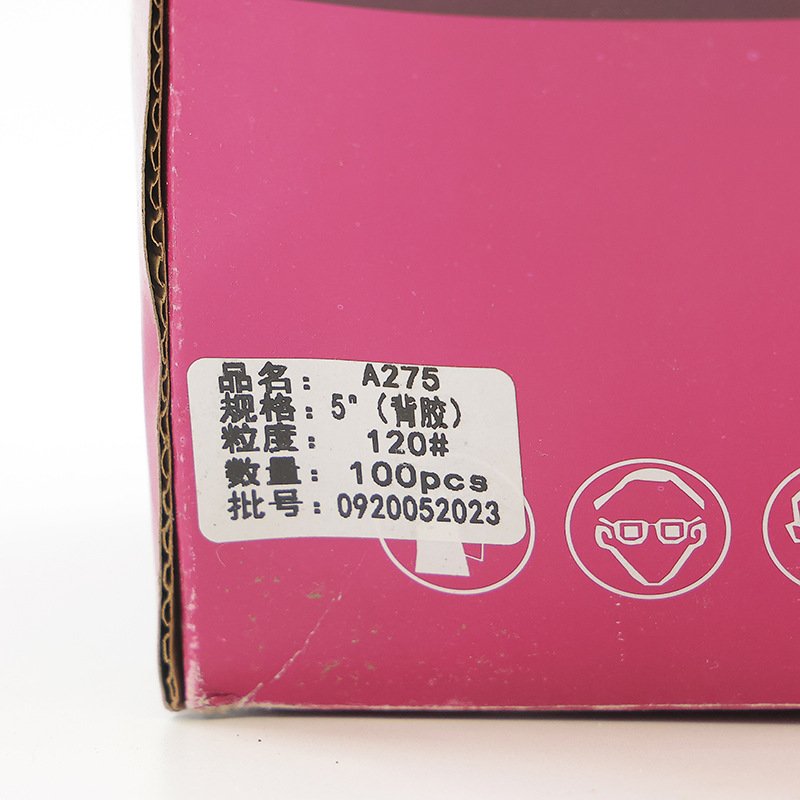 品名: A275
规格: 5" (背胶)
粒度: 120#
数量: 100pcs
批号: 0920052023